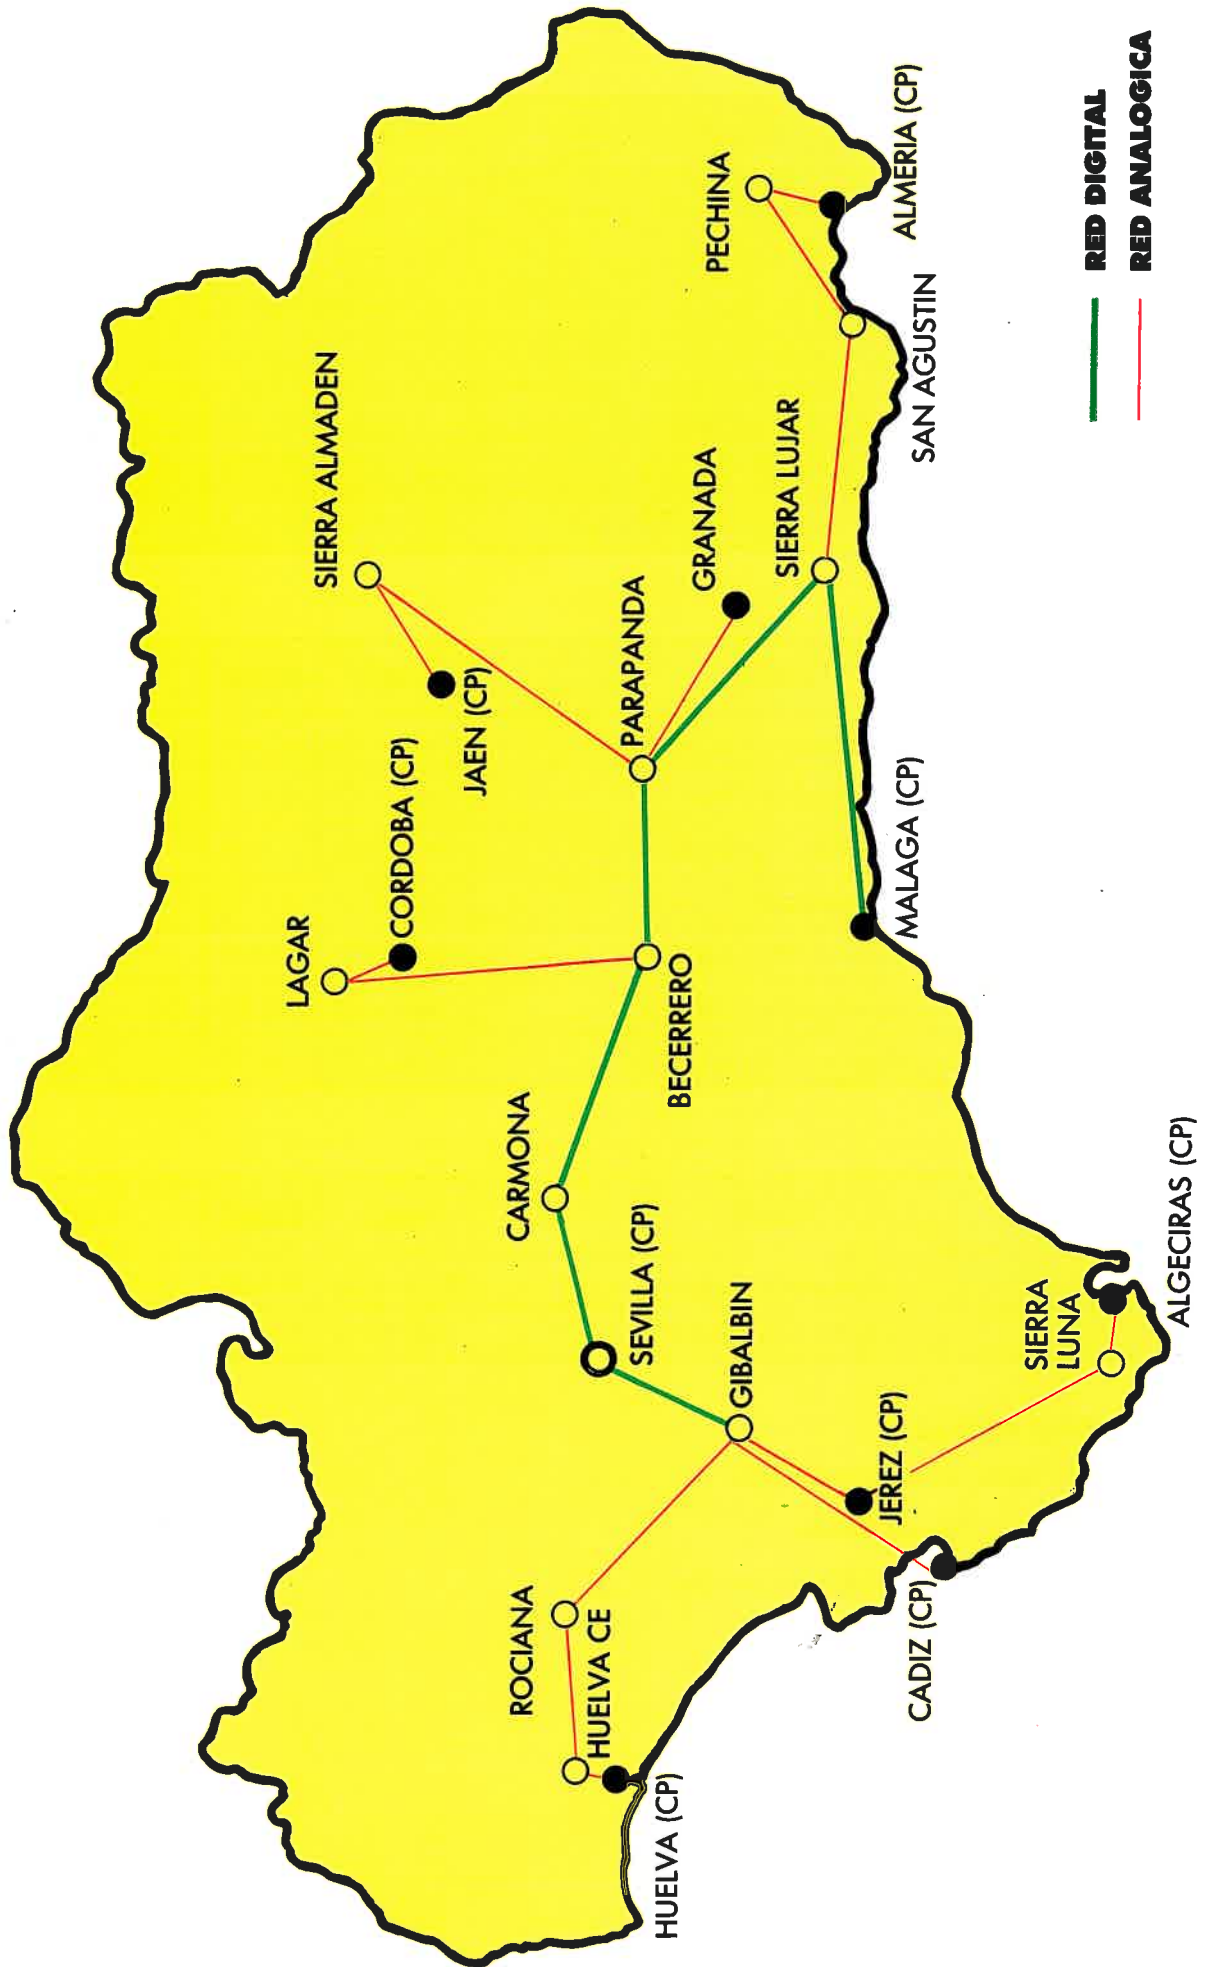 SIERRA ALMADEN
LAGAR
CORDOBA (CP)
JAEN (CP)
CARMONA
SEVILLA (CP)
BECERRERO
PARAPANDA
GRANADA
PECHINA
ROCIANA
HUELVA CE
HUELVA (CP)
GIBALBIN
SIERRA LUJAR
ALMERIA (CP)
SAN AGUSTIN
MALAGA (CP)
JEREZ (CP)
CADIZ (CP)
SIERRA
LUNA
ALGECIRAS (CP)
RED DIGITAL
RED ANALOGICA